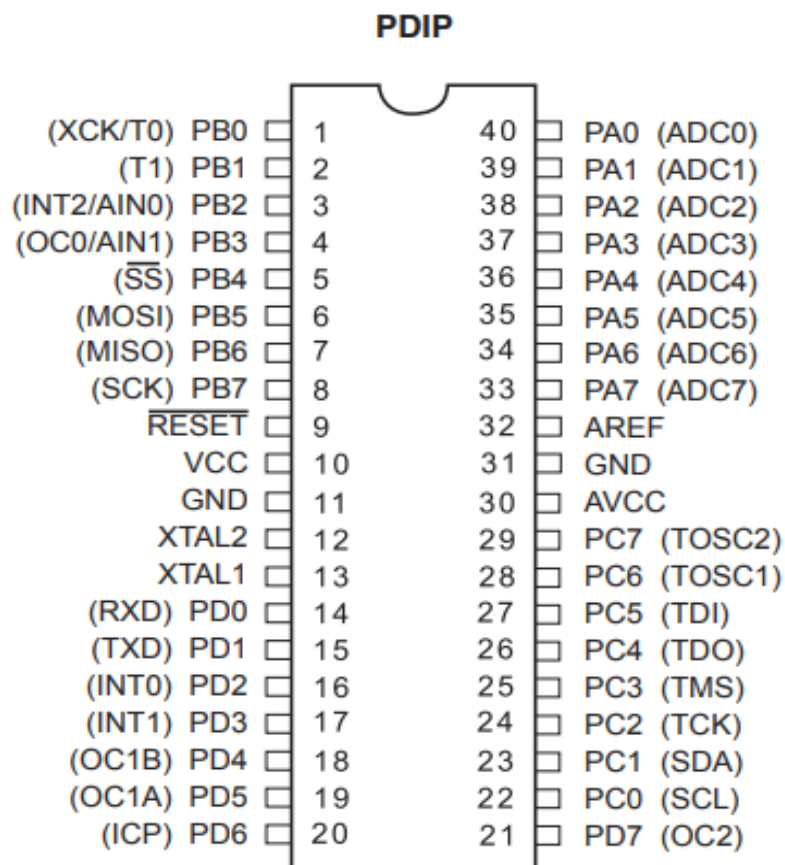 PDIP
(XCK/T0) PB0 1 40 PA0 (ADC0)
(T1) PB1 2 39 PA1 (ADC1)
(INT2/AIN0) PB2 3 38 PA2 (ADC2)
(OC0/AIN1) PB3 4 37 PA3 (ADC3)
(S̅S̅) PB4 5 36 PA4 (ADC4)
(MOSI) PB5 6 35 PA5 (ADC5)
(MISO) PB6 7 34 PA6 (ADC6)
(SCK) PB7 8 33 PA7 (ADC7)
R̅E̅S̅E̅T̅ 9 32 AREF
VCC 10 31 GND
GND 11 30 AVCC
XTAL2 12 29 PC7 (TOSC2)
XTAL1 13 28 PC6 (TOSC1)
(RXD) PD0 14 27 PC5 (TDI)
(TXD) PD1 15 26 PC4 (TDO)
(INT0) PD2 16 25 PC3 (TMS)
(INT1) PD3 17 24 PC2 (TCK)
(OC1B) PD4 18 23 PC1 (SDA)
(OC1A) PD5 19 22 PC0 (SCL)
(ICP) PD6 20 21 PD7 (OC2)